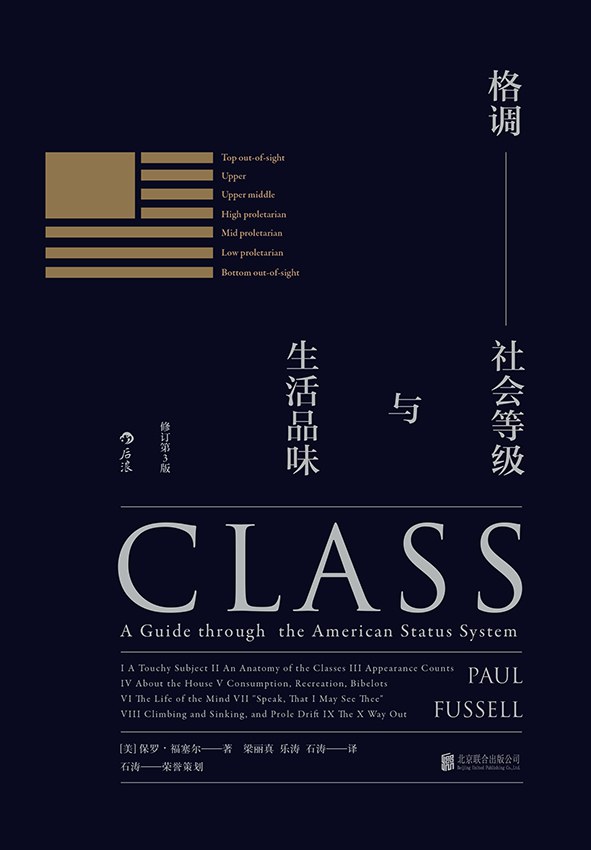 格调
社会等级
与
生活品味
Top out-of-sight
Upper
Upper middle
High proletarian
Mid proletarian
Low proletarian
Bottom out-of-sight
修订第3版
后浪
CLASS
A Guide through the American Status System
I A Touchy Subject II An Anatomy of the Classes III Appearance Counts
IV About the House V Consumption, Recreation, Bibelots
VI The Life of the Mind VII "Speak, That I May See Thee"
VIII Climbing and Sinking, and Prole Drift IX The X Way Out
PAUL
FUSSELL
[美] 保罗·福塞尔——著 梁丽真 乐涛 石涛——译
石涛——荣誉策划
北京联合出版公司
Beijing United Publishing Co.,Ltd.